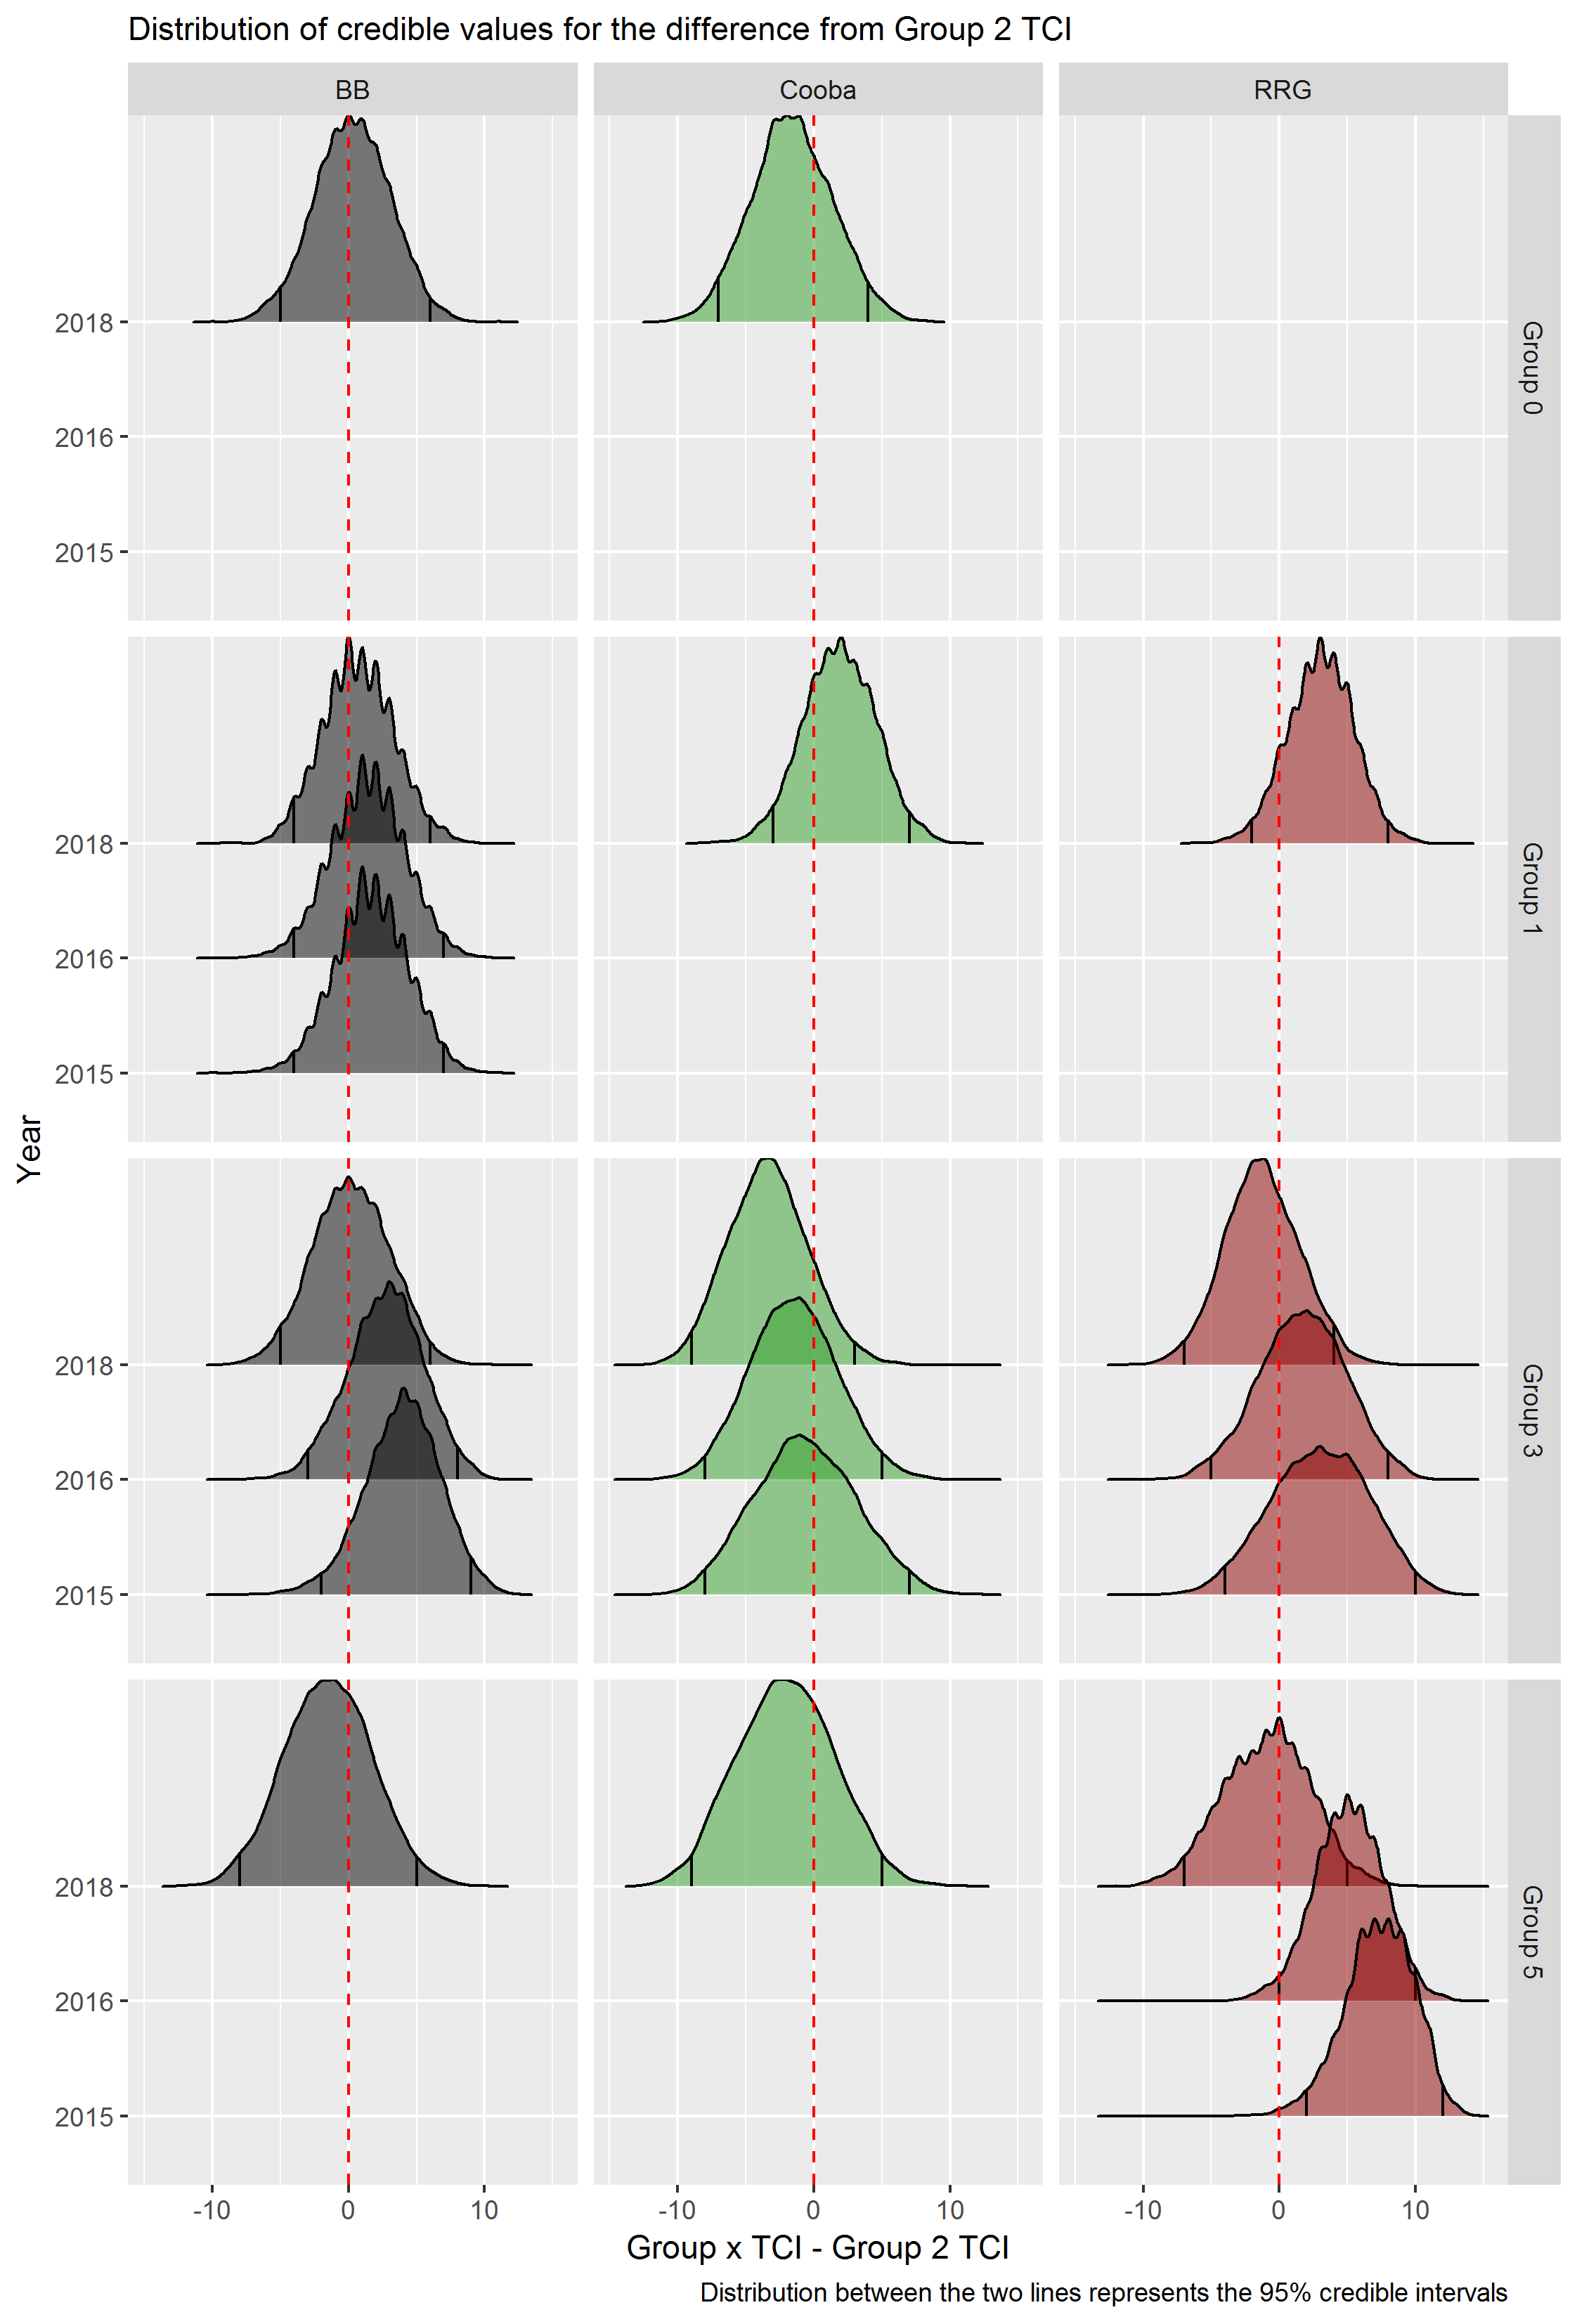 Distribution of credible values for the difference from Group 2 TCI
BB
Cooba
RRG
2018
2016
2015
Group 0
2018
2016
2015
Group 1
Year
2018
2016
2015
Group 3
2018
2016
2015
Group 5
-10 0 10
-10 0 10
-10 0 10
Group x TCI - Group 2 TCI
Distribution between the two lines represents the 95% credible intervals